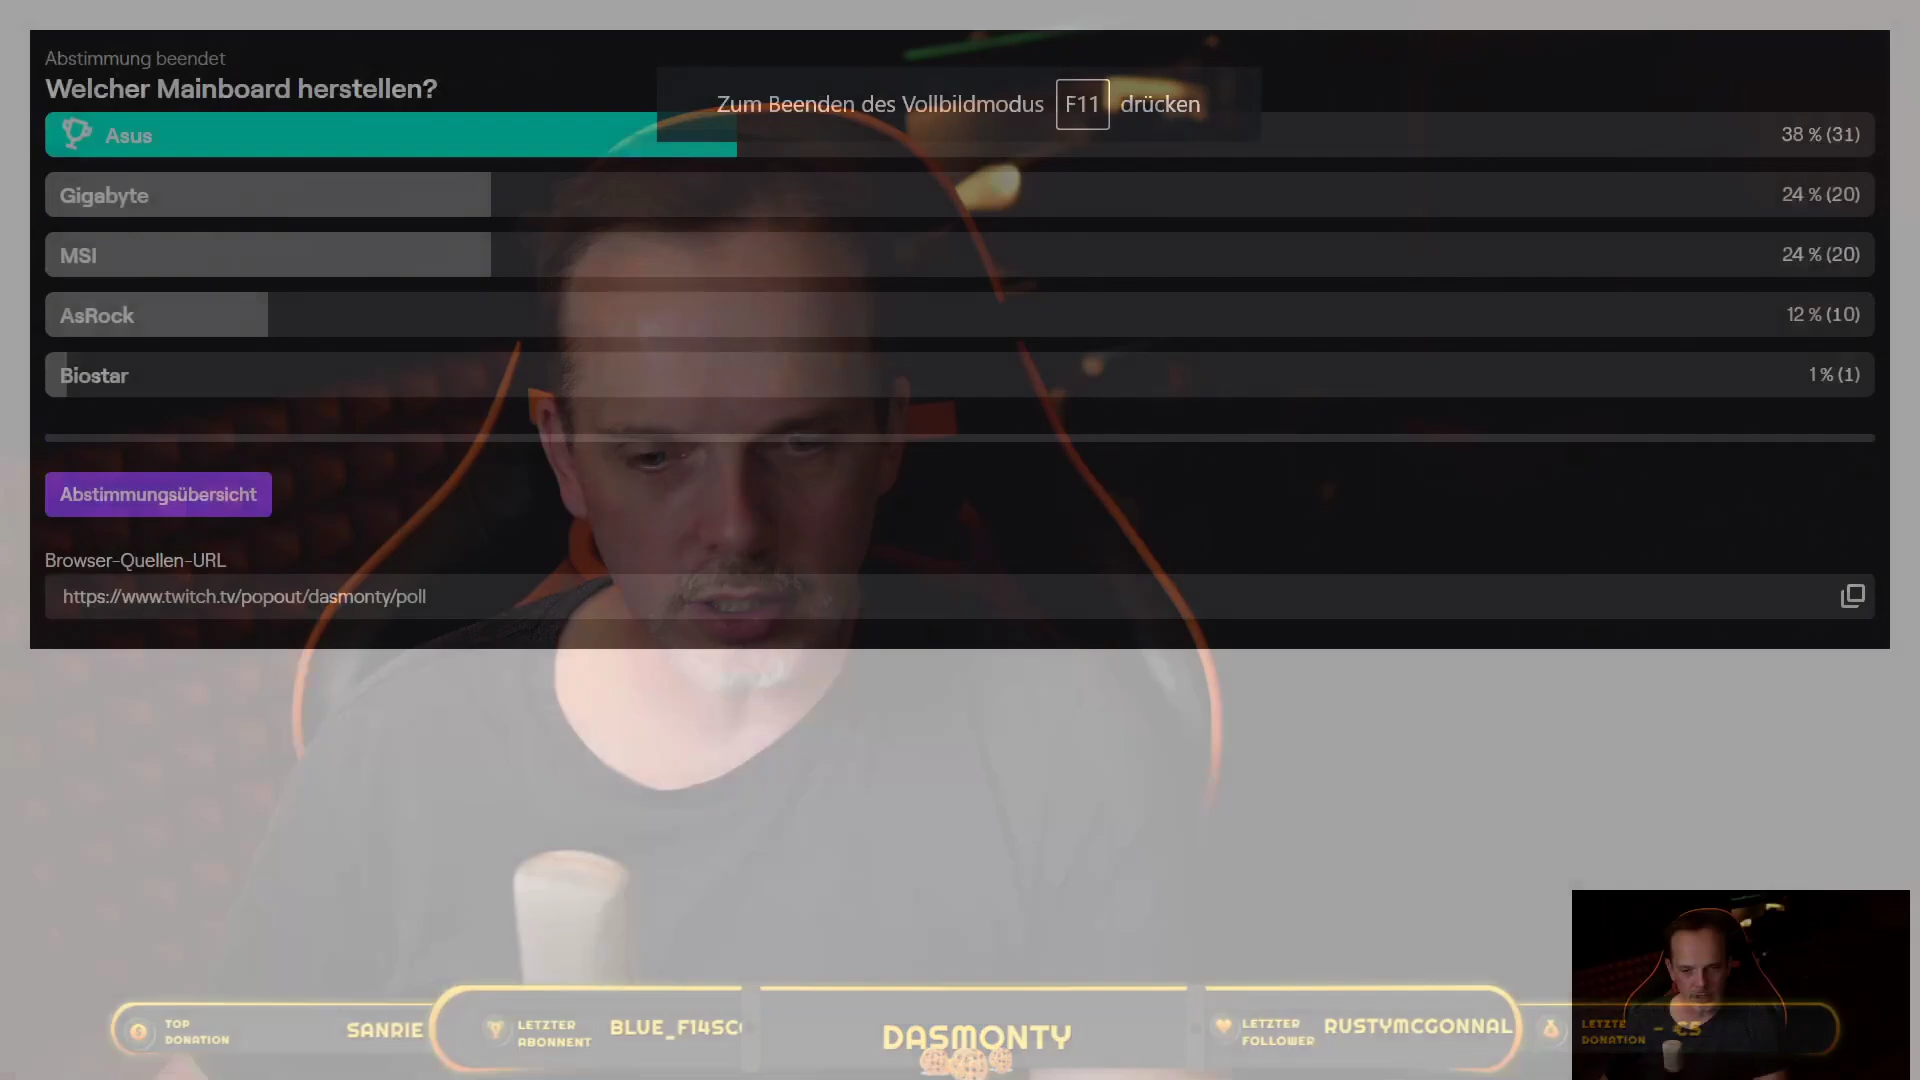 Abstimmung beendet
Welcher Mainboard herstellen?
Zum Beenden des Vollbildmodus F11 drücken
Asus 38 % (31)
Gigabyte 24 % (20)
MSI 24 % (20)
AsRock 12 % (10)
Biostar 1 % (1)
Abstimmungsübersicht
Browser-Quellen-URL
https://www.twitch.tv/popout/dasmonty/poll
TOP
DONATION
SANRIE
LETZTER
ABONNENT
BLUE_F14SC
DASMONTY
LETZTER
FOLLOWER
RUSTYMCGONNAL
LETZTE
DONATION
- €5